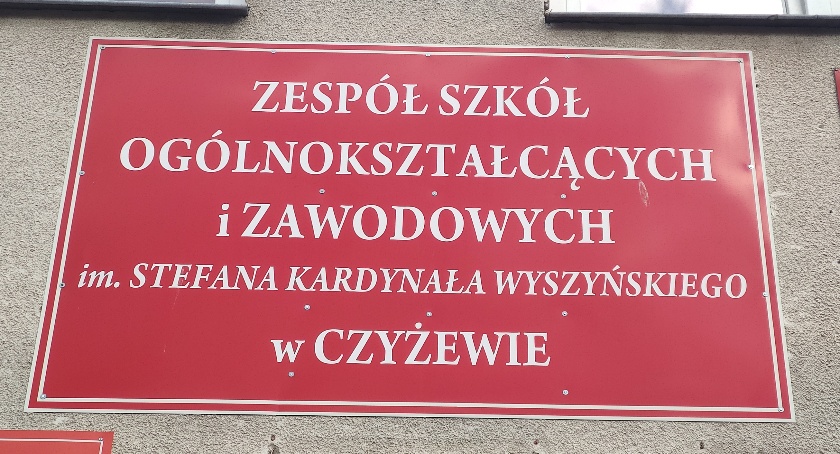 ZESPÓŁ SZKÓŁ
OGÓLNOKSZTAŁCĄCYCH
i ZAWODOWYCH
im. STEFANA KARDYNAŁA WYSZYŃSKIEGO
w CZYŻEWIE